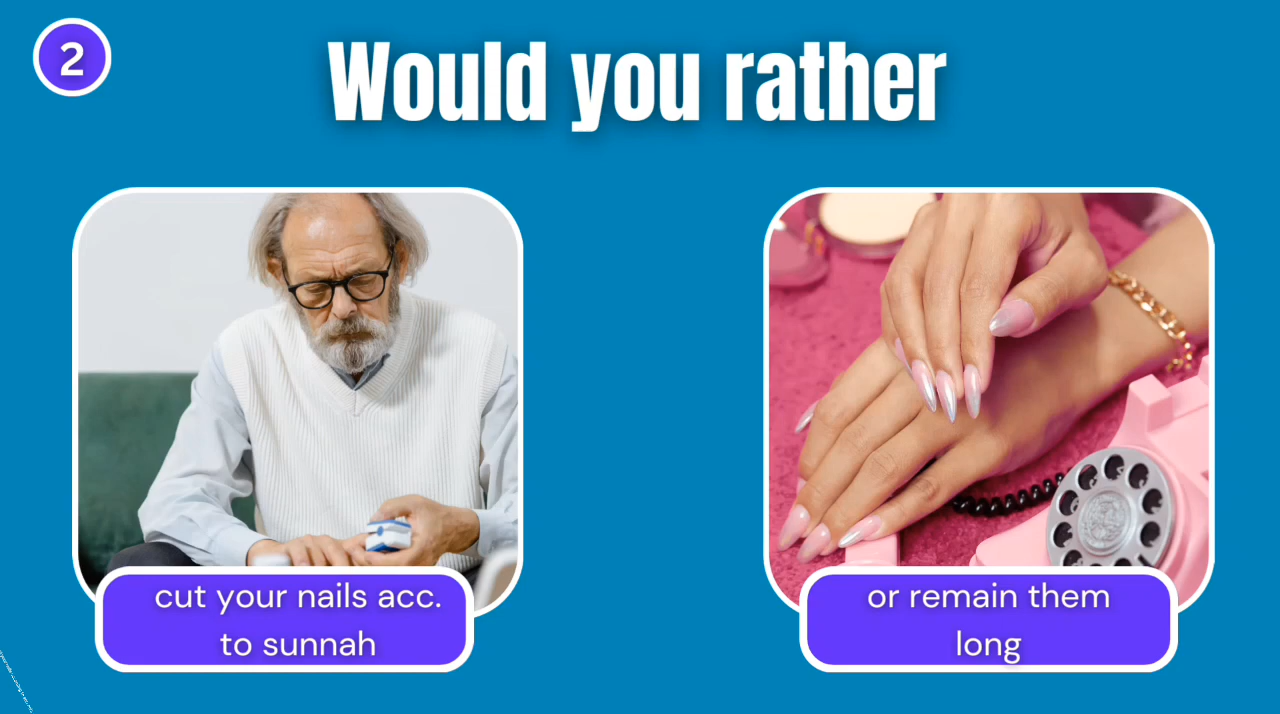 2
Would you rather
cut your nails acc.
to sunnah
or remain them
long